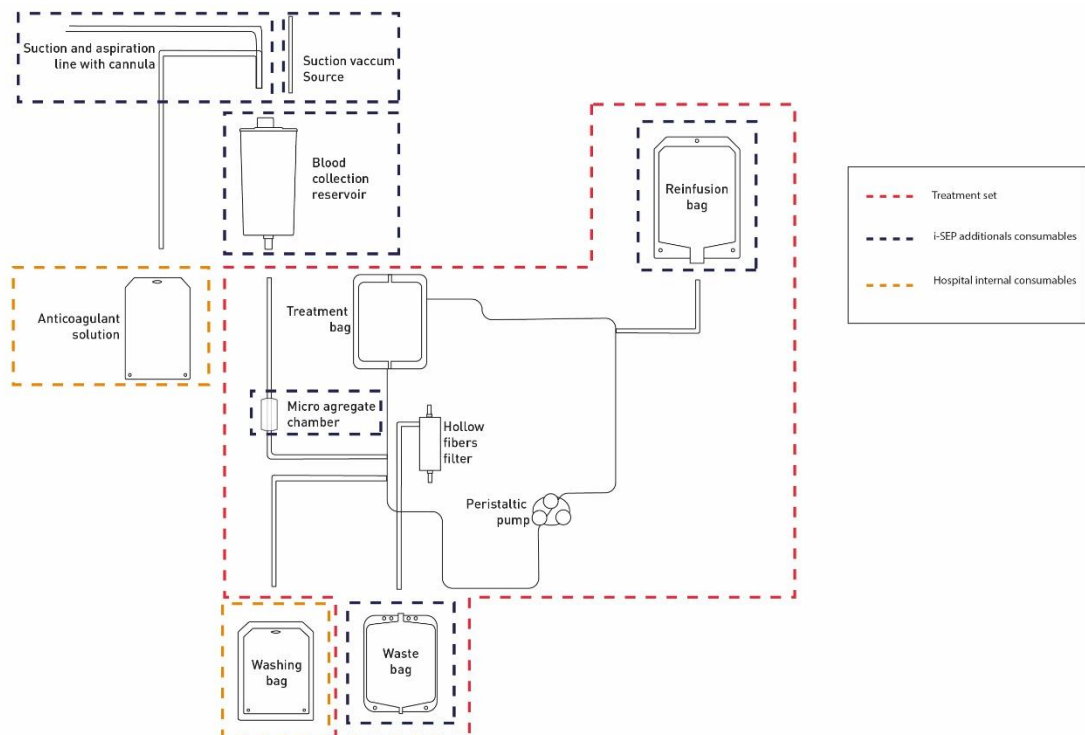 Suction and aspiration
line with cannula
Suction vaccum
Source
Blood
collection
reservoir
Reinfusion
bag
Treatment set
i-SEP additionals consumables
Hospital internal consumables
Anticoagulant
solution
Treatment
bag
Micro agregate
chamber
Hollow
fibers
filter
Peristaltic
pump
Washing
bag
Waste
bag